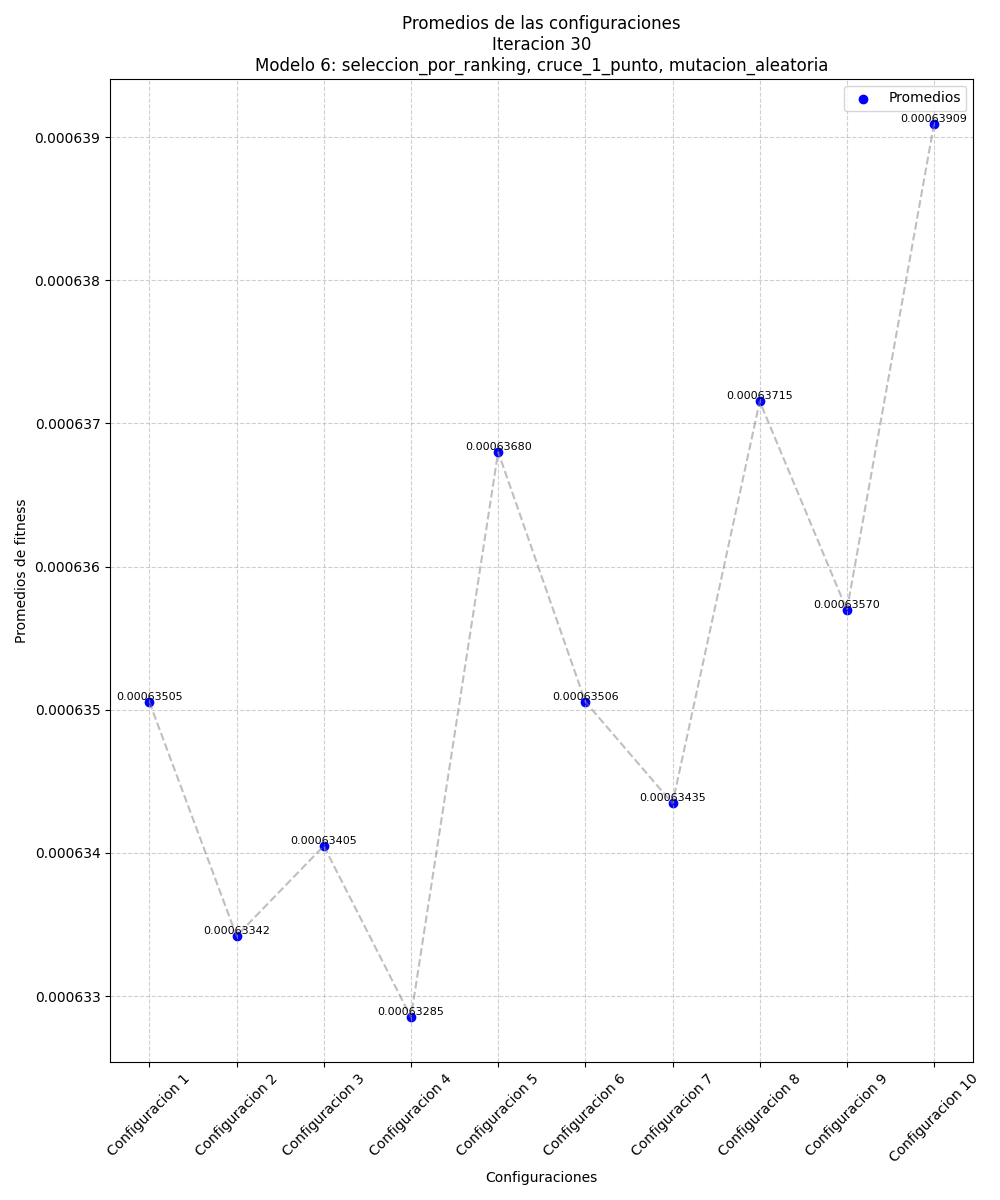 Promedios de las configuraciones
Iteracion 30
Modelo 6: seleccion_por_ranking, cruce_1_punto, mutacion_aleatoria
Promedios
0.00063909
0.000639
0.000638
0.00063715
0.000637
0.00063680
0.000636
0.00063570
0.00063505
0.00063506
0.000635
0.00063435
0.00063405
0.000634
0.00063342
0.00063285
0.000633
Promedios de fitness
Configuracion 1
Configuracion 2
Configuracion 3
Configuracion 4
Configuracion 5
Configuracion 6
Configuracion 7
Configuracion 8
Configuracion 9
Configuracion 10
Configuraciones